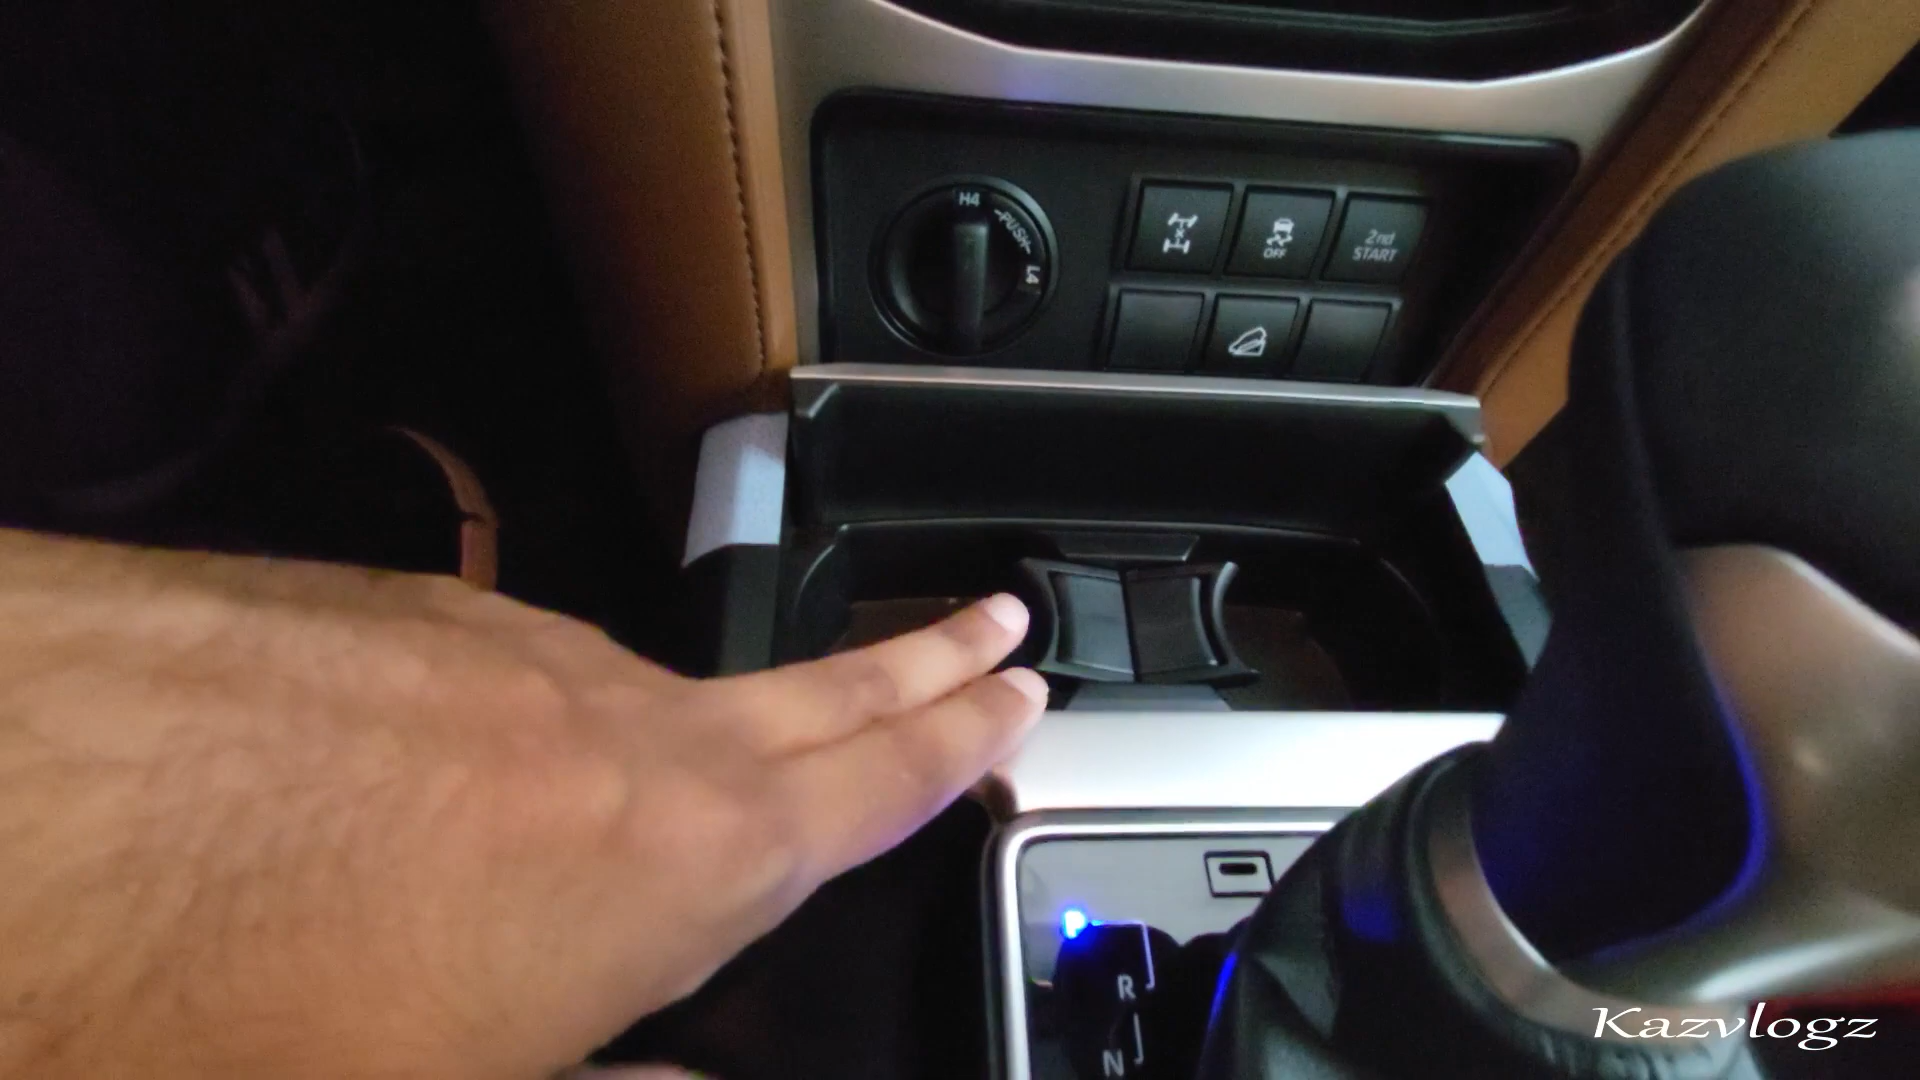 H4
-PUSH-
L4
OFF
2nd
START
P
R
N
Kazvlogz